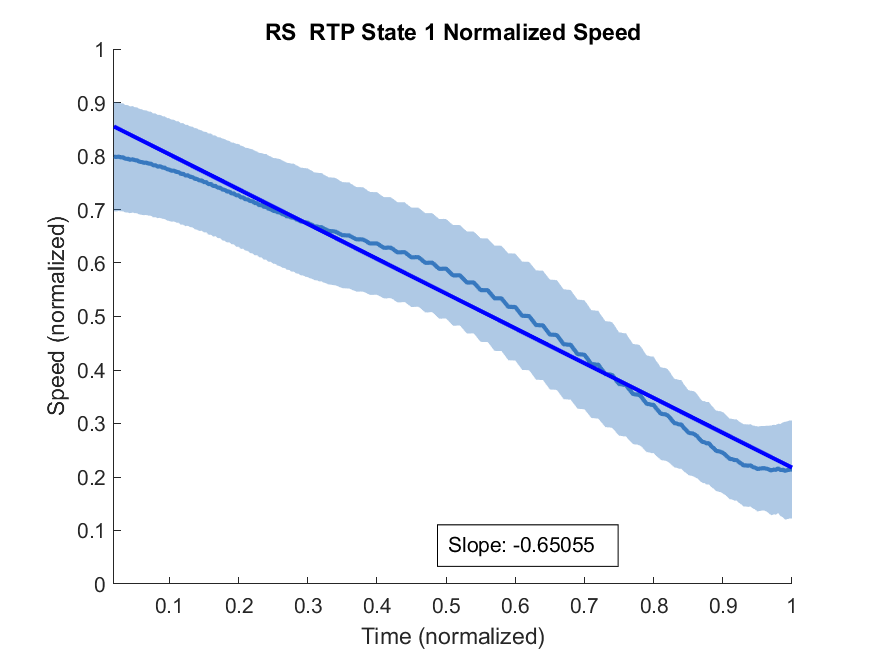 RS  RTP State 1 Normalized Speed
1
0.9
0.8
0.7
0.6
0.5
0.4
0.3
0.2
0.1
0
Speed (normalized)
Slope: -0.65055
0.1 0.2 0.3 0.4 0.5 0.6 0.7 0.8 0.9 1
Time (normalized)